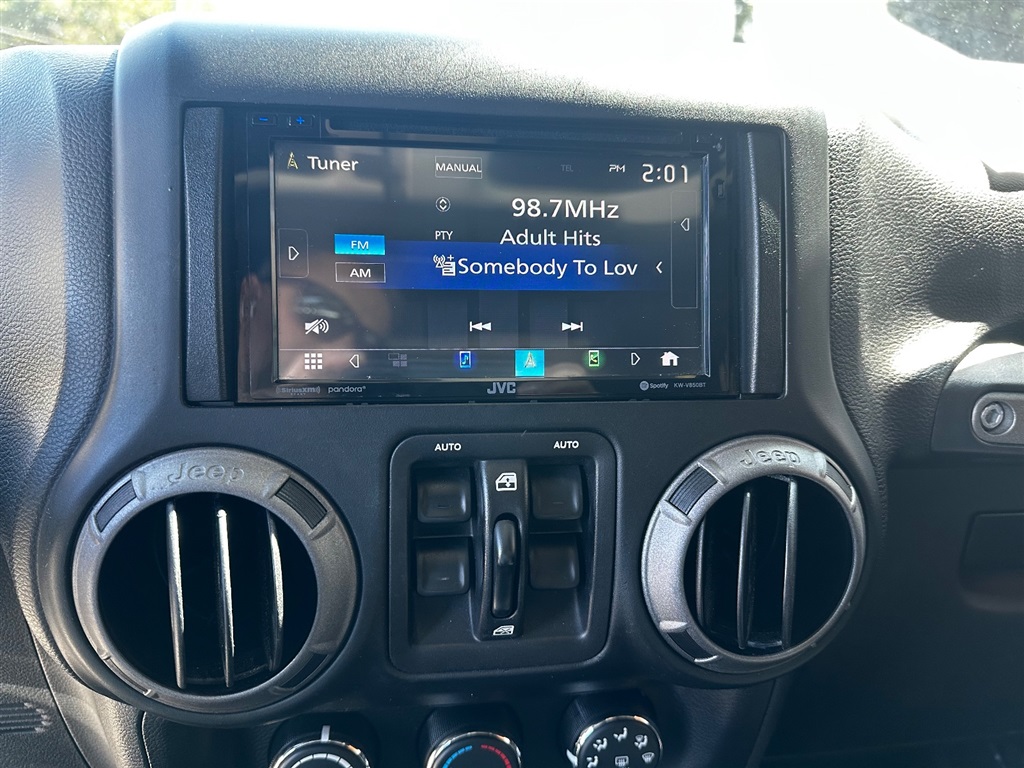 - +
Tuner MANUAL TEL PM 2:01
98.7MHz
PTY Adult Hits
FM
Somebody To Lov
AM
SiriusXM pandora JVC Spotify KW-V850BT
AUTO AUTO
Jeep Jeep